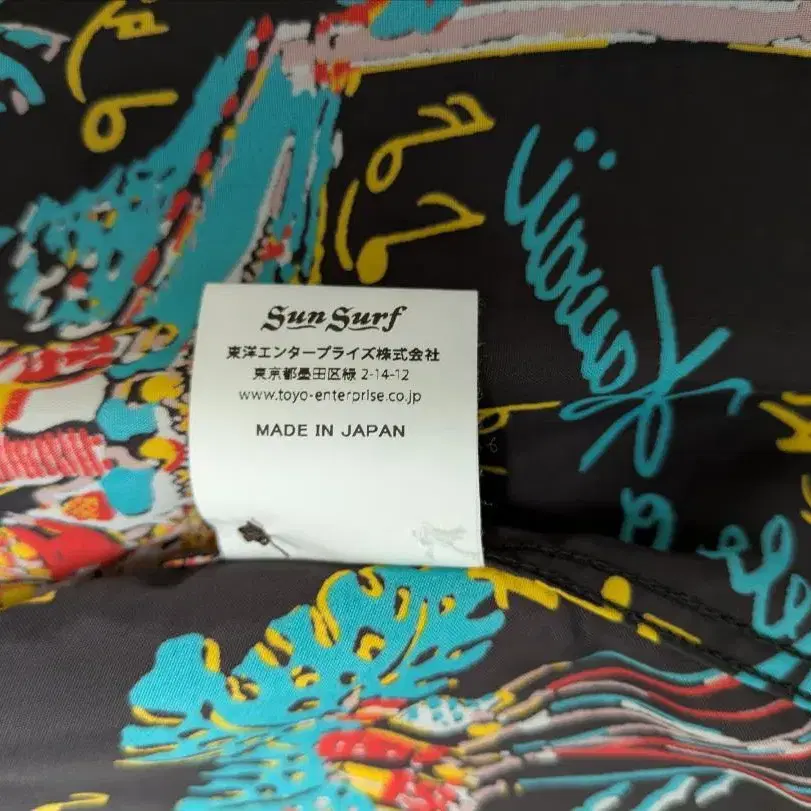 Sun Surf
東洋エンタープライズ株式会社
東京都墨田区緑 2-14-12
www.toyo-enterprise.co.jp
MADE IN JAPAN